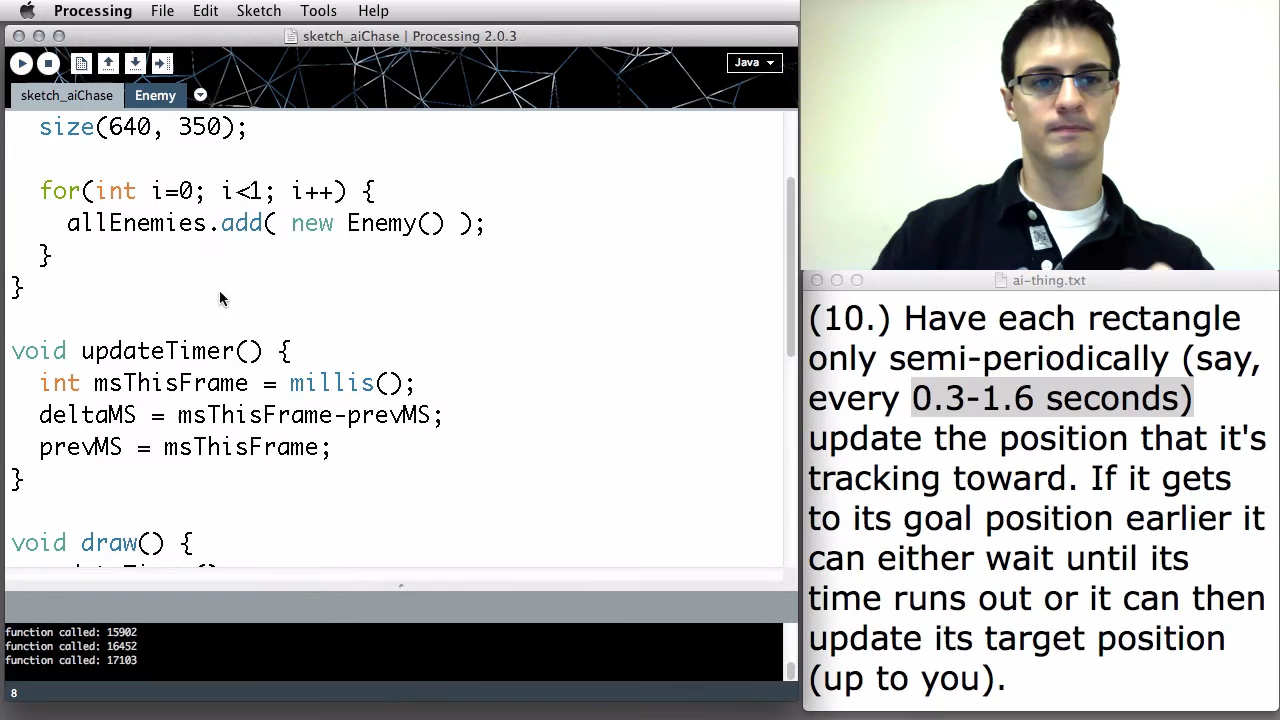 Processing File Edit Sketch Tools Help
sketch_aiChase | Processing 2.0.3
Java
sketch_aiChase Enemy
size(640, 350);
for(int i=0; i<1; i++) {
allEnemies.add( new Enemy() );
}
}
void updateTimer() {
int msThisFrame = millis();
deltaMS = msThisFrame-prevMS;
prevMS = msThisFrame;
}
void draw() {
function called: 15902
function called: 16452
function called: 17103
8
ai-thing.txt
(10.) Have each rectangle
only semi-periodically (say,
every 0.3-1.6 seconds)
update the position that it's
tracking toward. If it gets
to its goal position earlier it
can either wait until its
time runs out or it can then
update its target position
(up to you).